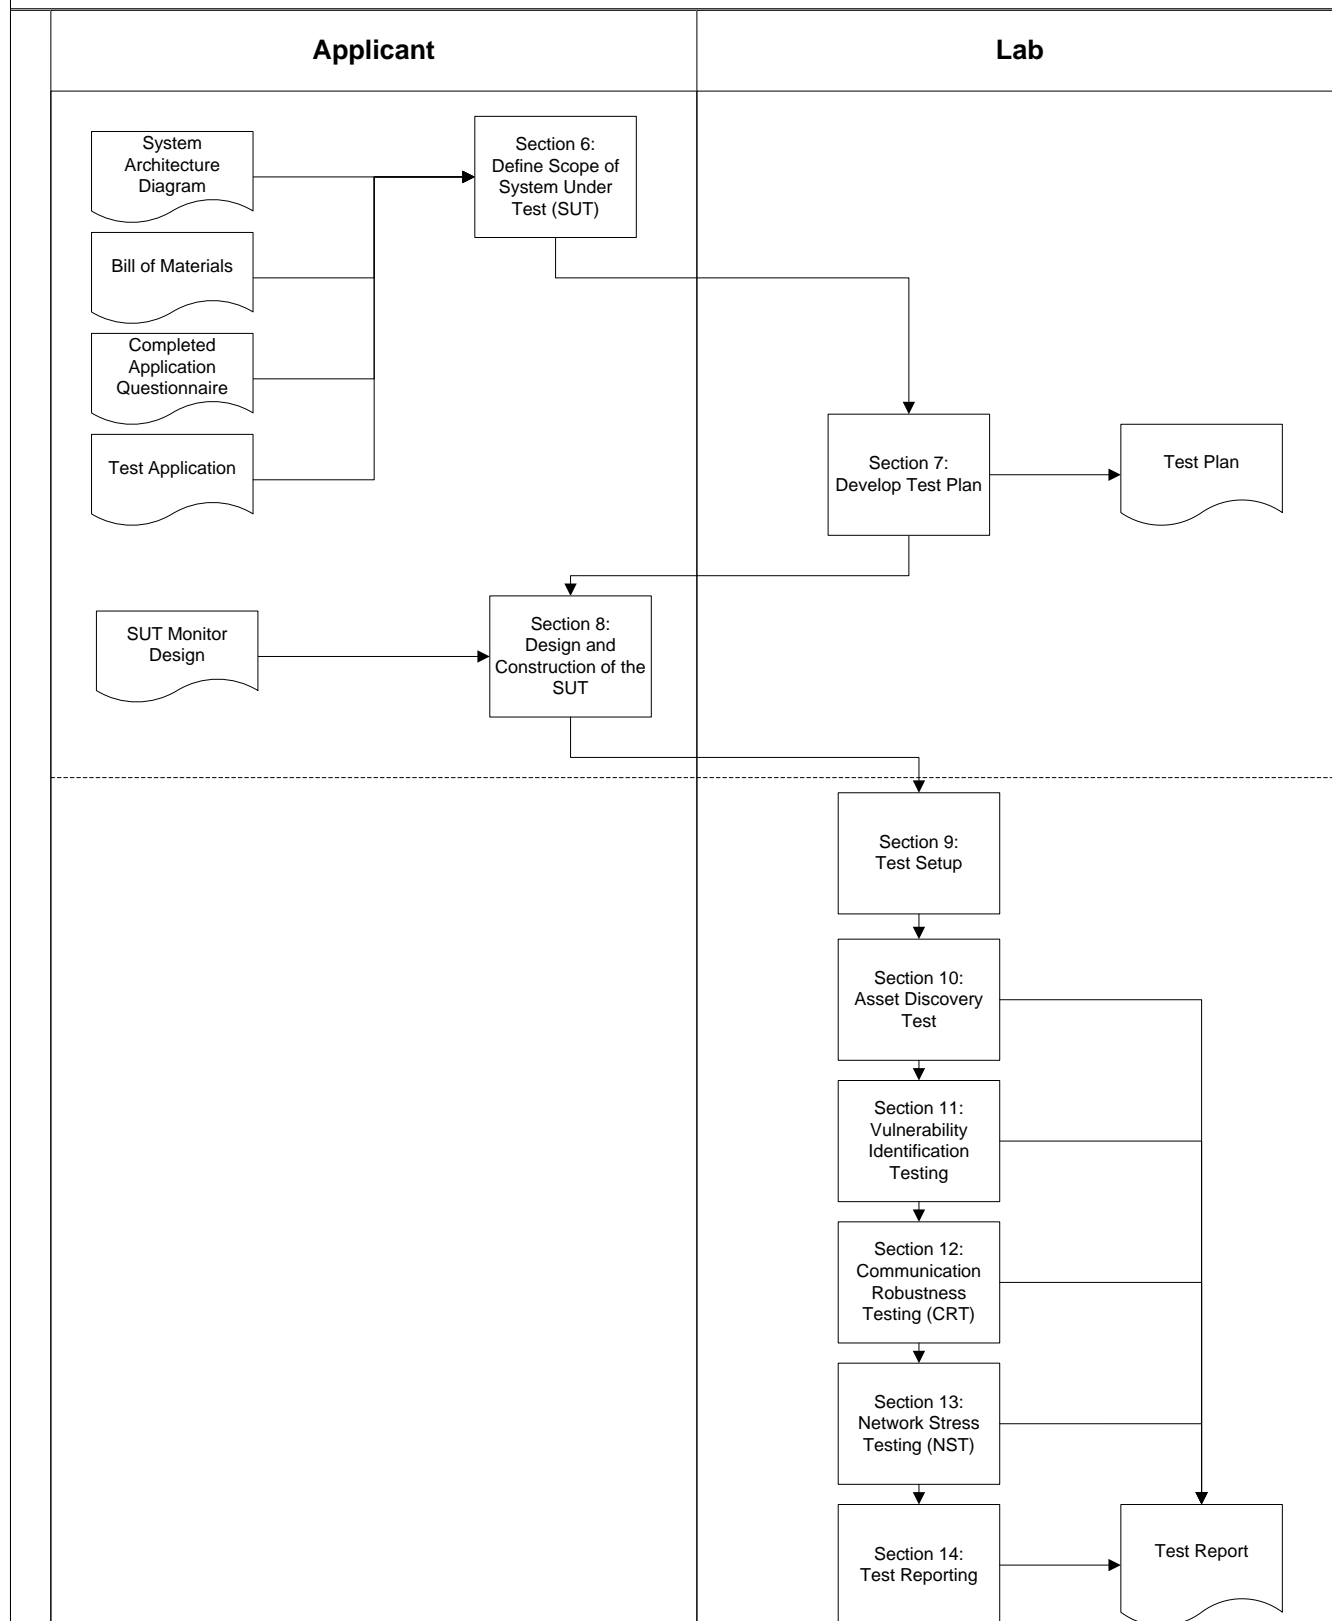 Applicant
Lab
System
Architecture
Diagram
Section 6:
Define Scope of
System Under
Test (SUT)
Bill of Materials
Completed
Application
Questionnaire
Test Application
Section 7:
Develop Test Plan
Test Plan
SUT Monitor
Design
Section 8:
Design and
Construction of the
SUT
Section 9:
Test Setup
Section 10:
Asset Discovery
Test
Section 11:
Vulnerability
Identification
Testing
Section 12:
Communication
Robustness
Testing (CRT)
Section 13:
Network Stress
Testing (NST)
Section 14:
Test Reporting
Test Report